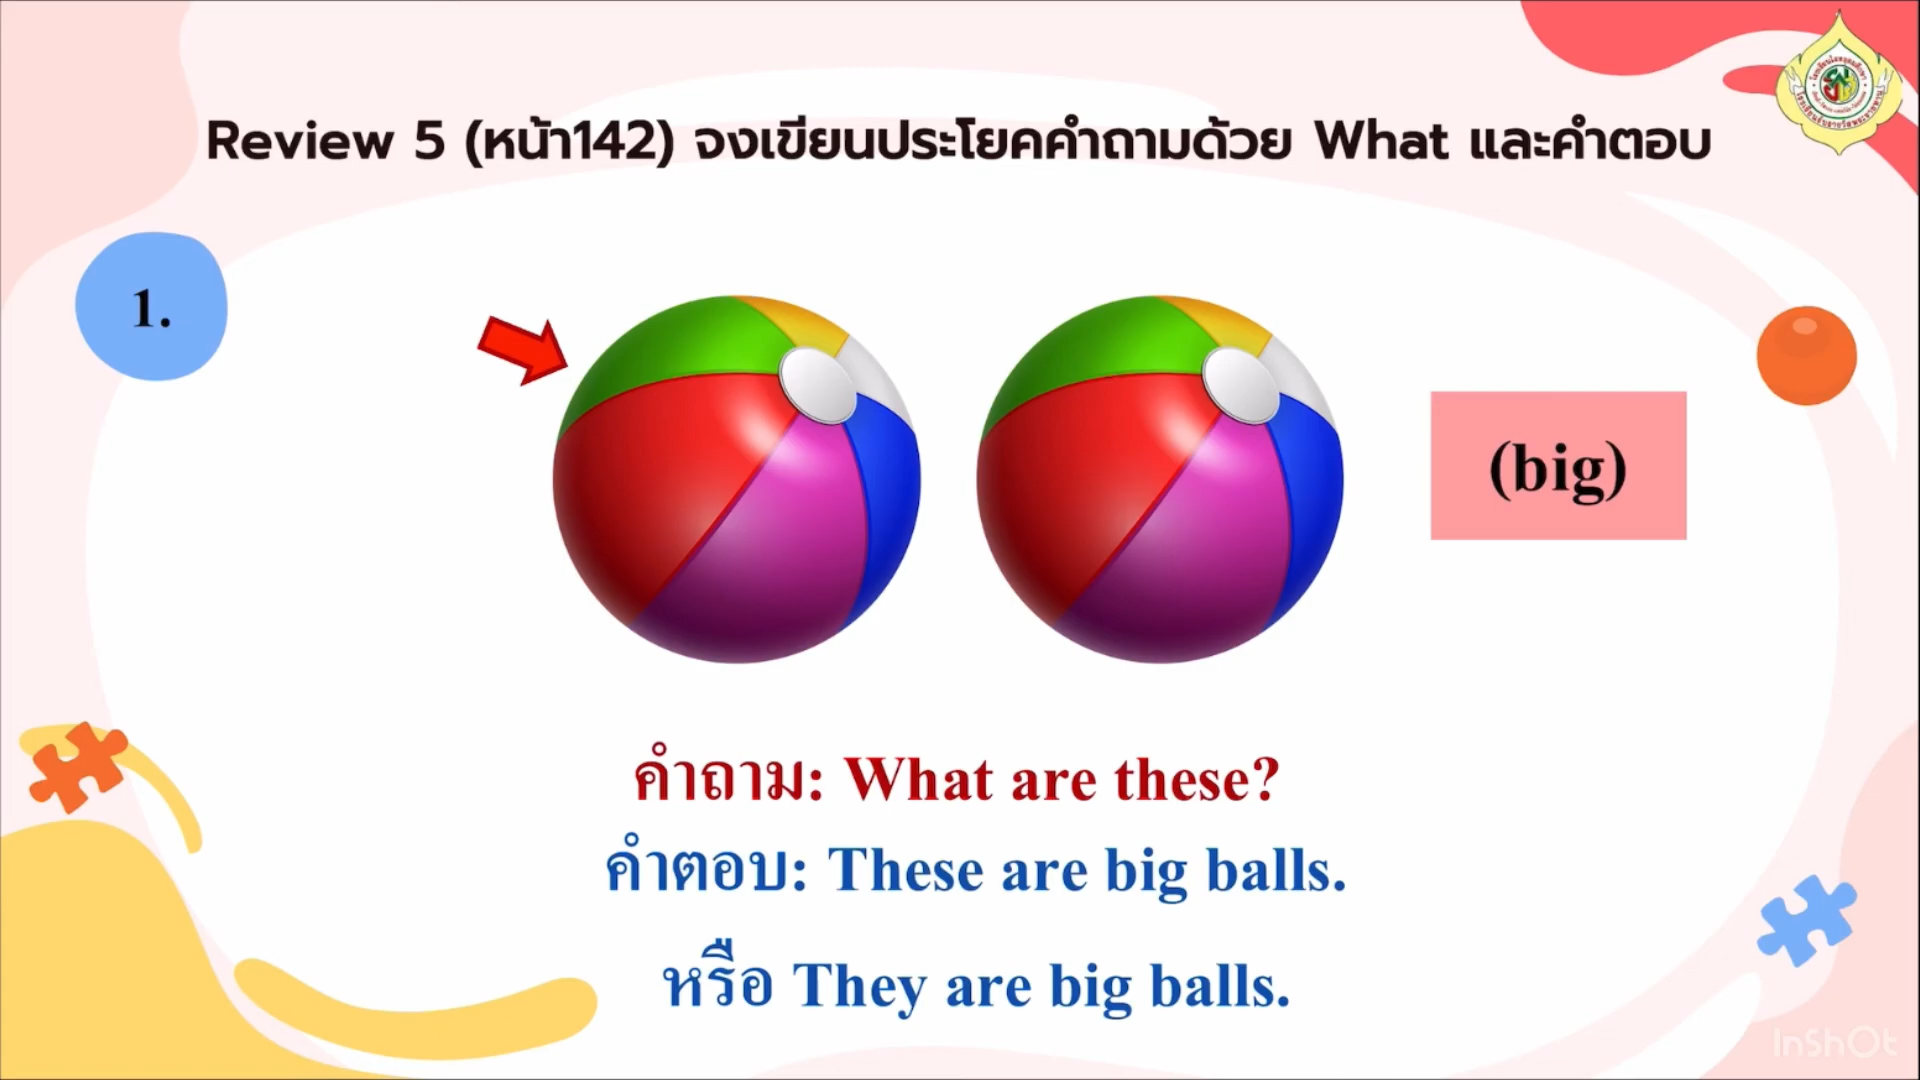 Review 5 (หน้า142) จงเขียนประโยคคำถามด้วย What และคำตอบ
1.
(big)
คำถาม: What are these?
คำตอบ: These are big balls.
หรือ They are big balls.
InShOt